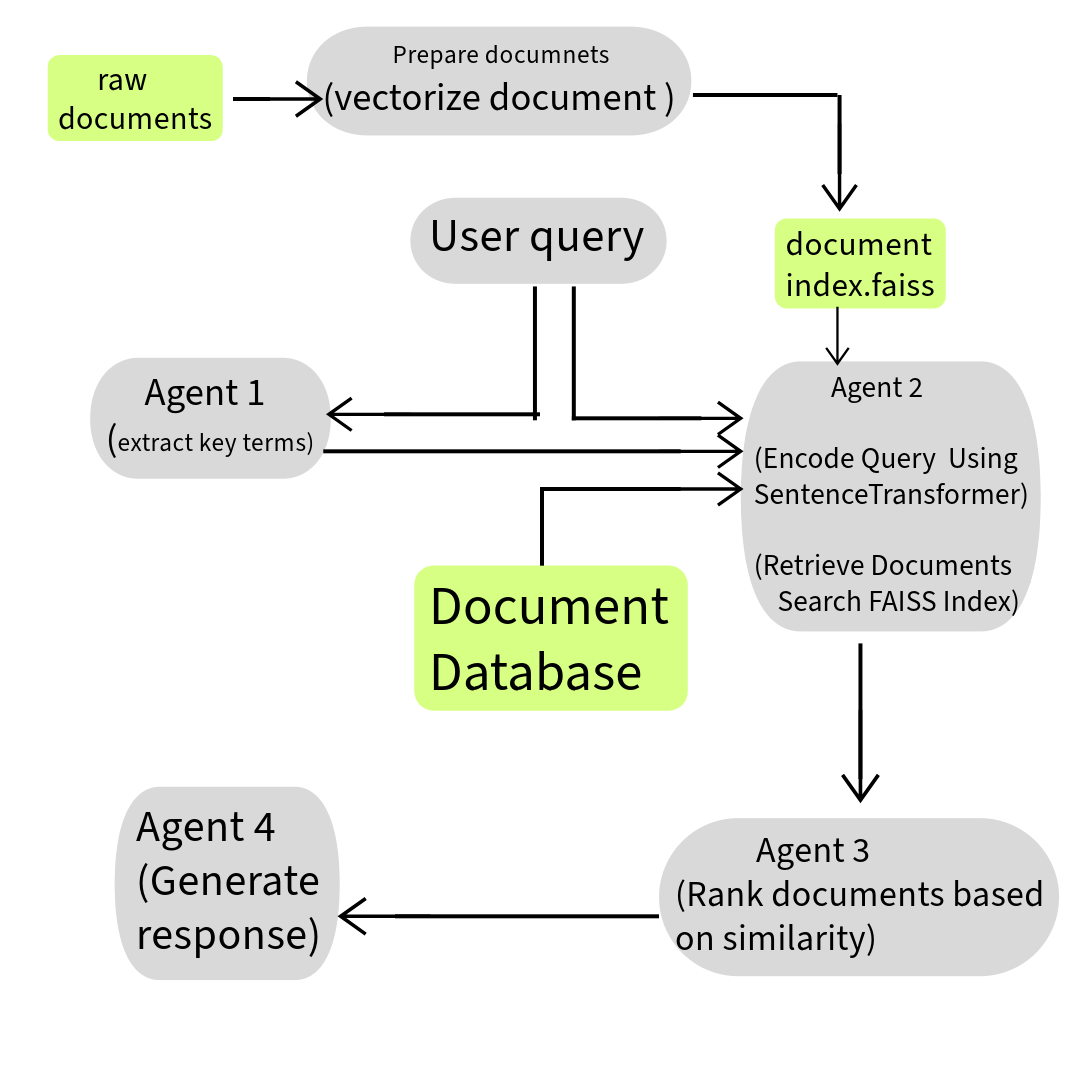 raw
documents
Prepare documnets
(vectorize document )
User query
document
index.faiss
Agent 1
(extract key terms)
Agent 2
(Encode Query Using
SentenceTransformer)
(Retrieve Documents
Search FAISS Index)
Document
Database
Agent 4
(Generate
response)
Agent 3
(Rank documents based
on similarity)